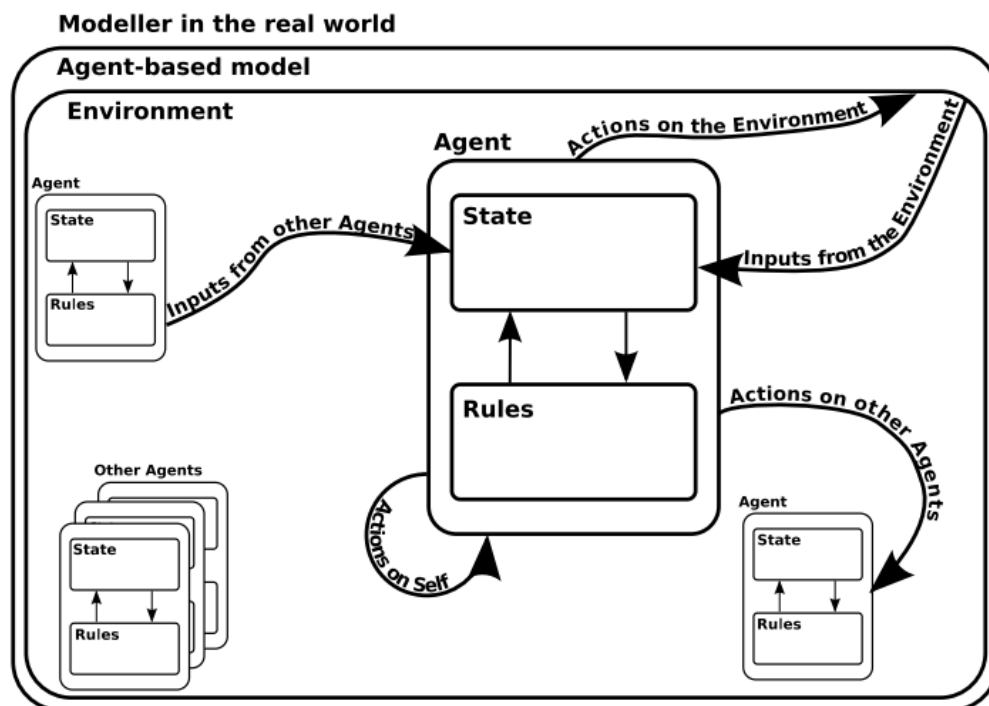 Modeller in the real world
Agent-based model
Environment
Actions on the Environment
Inputs from the Environment
Agent
State
Rules
Agent
State
Rules
Inputs from other Agents
Actions on other Agents
Actions on Self
Other Agents
State
Rules
Agent
State
Rules